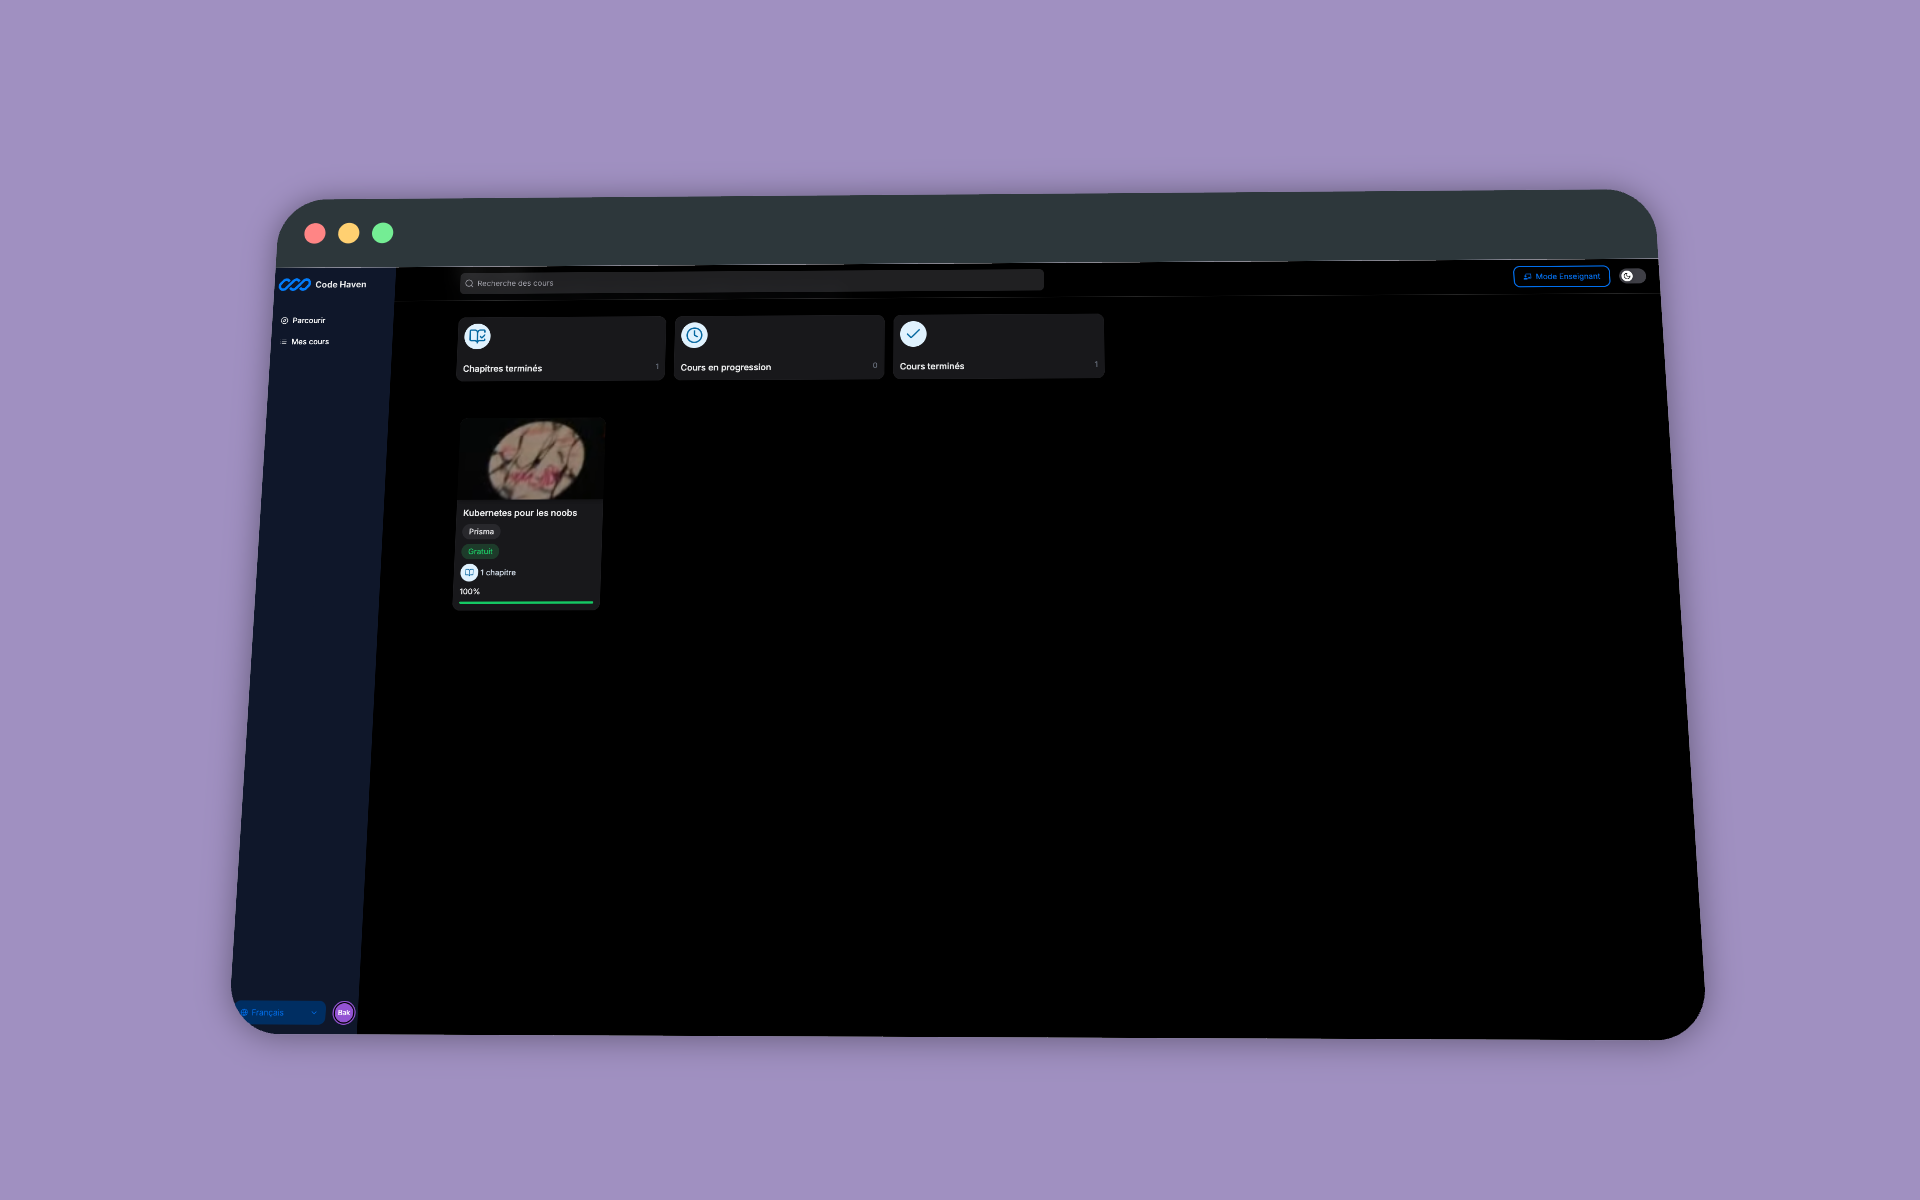 Code Haven
Recherche des cours
Mode Enseignant
Parcourir
Mes cours
Chapitres terminés
1
Cours en progression
0
Cours terminés
1
Kubernetes pour les noobs
Prisma
Gratuit
1 chapitre
100%
Français
Bak